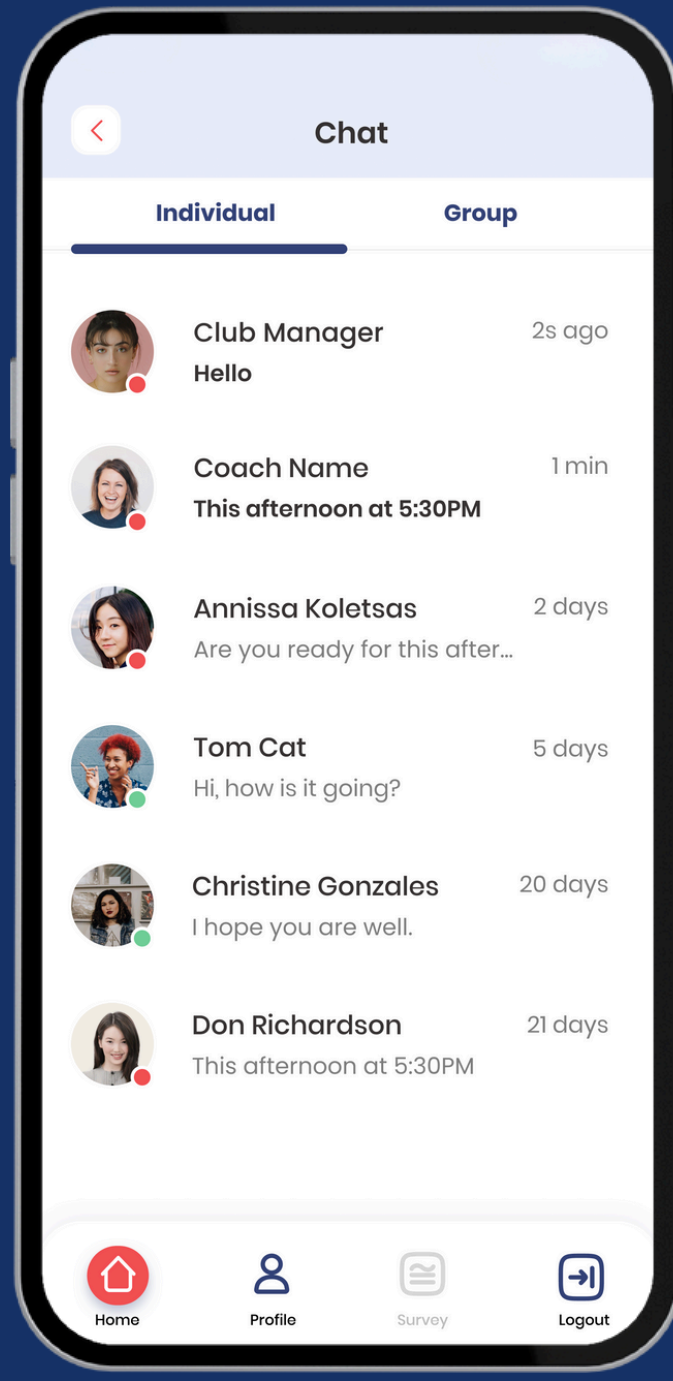 Chat
Individual Group
Club Manager 2s ago
Hello
Coach Name 1 min
This afternoon at 5:30PM
Annissa Koletsas 2 days
Are you ready for this after...
Tom Cat 5 days
Hi, how is it going?
Christine Gonzales 20 days
I hope you are well.
Don Richardson 21 days
This afternoon at 5:30PM
Home Profile Survey Logout